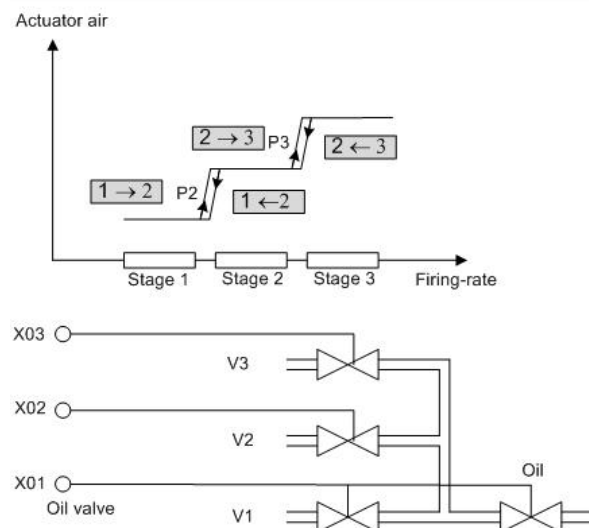 Actuator air
2 → 3
P3
2 ← 3
1 → 2
P2
1 ←2
Stage 1
Stage 2
Stage 3
Firing-rate
X03
V3
X02
V2
X01
Oil
Oil valve
V1